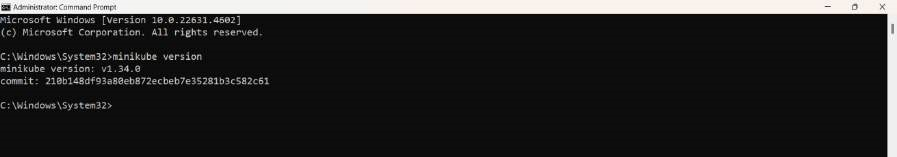 Administrator: Command Prompt
Microsoft Windows [Version 10.0.22631.4602]
(c) Microsoft Corporation. All rights reserved.
C:\Windows\System32>minikube version
minikube version: v1.34.0
commit: 210b148df93a80eb872ecbeb7e35281b3c582c61
C:\Windows\System32>